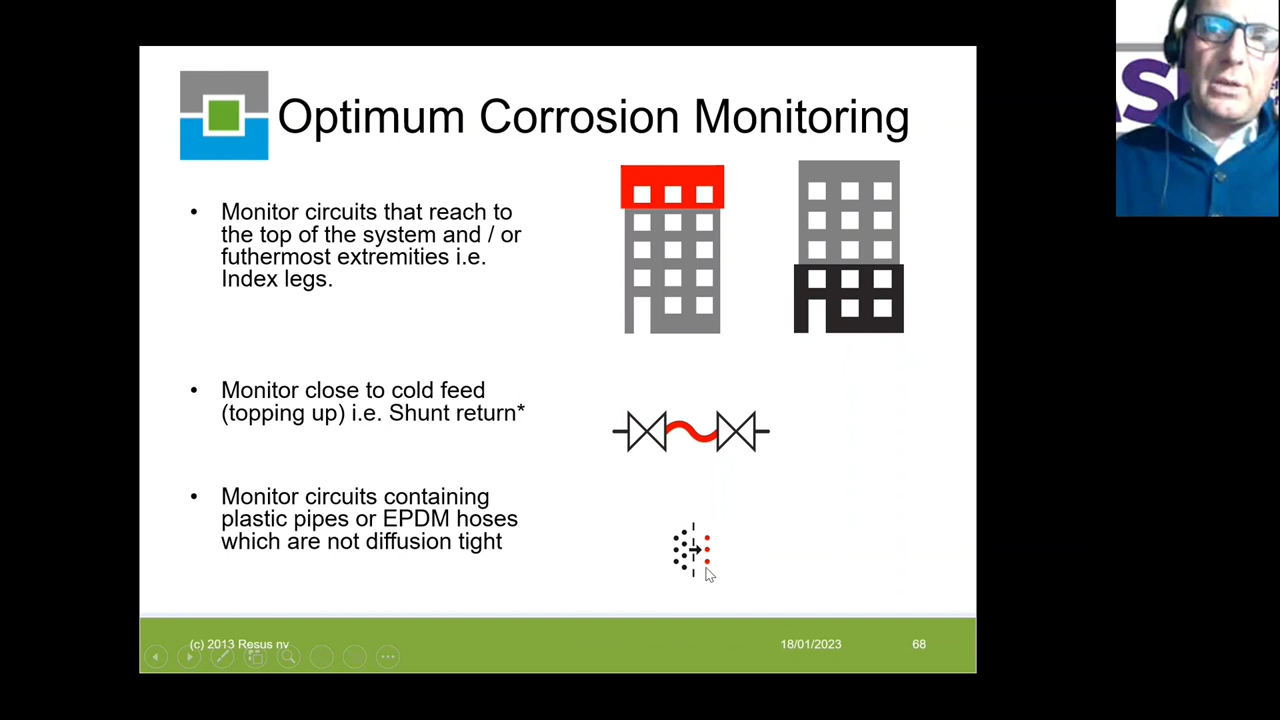 Optimum Corrosion Monitoring
• Monitor circuits that reach to
the top of the system and / or
futhermost extremities i.e.
Index legs.
• Monitor close to cold feed
(topping up) i.e. Shunt return*
• Monitor circuits containing
plastic pipes or EPDM hoses
which are not diffusion tight
(c) 2013 Resus nv
18/01/2023
68